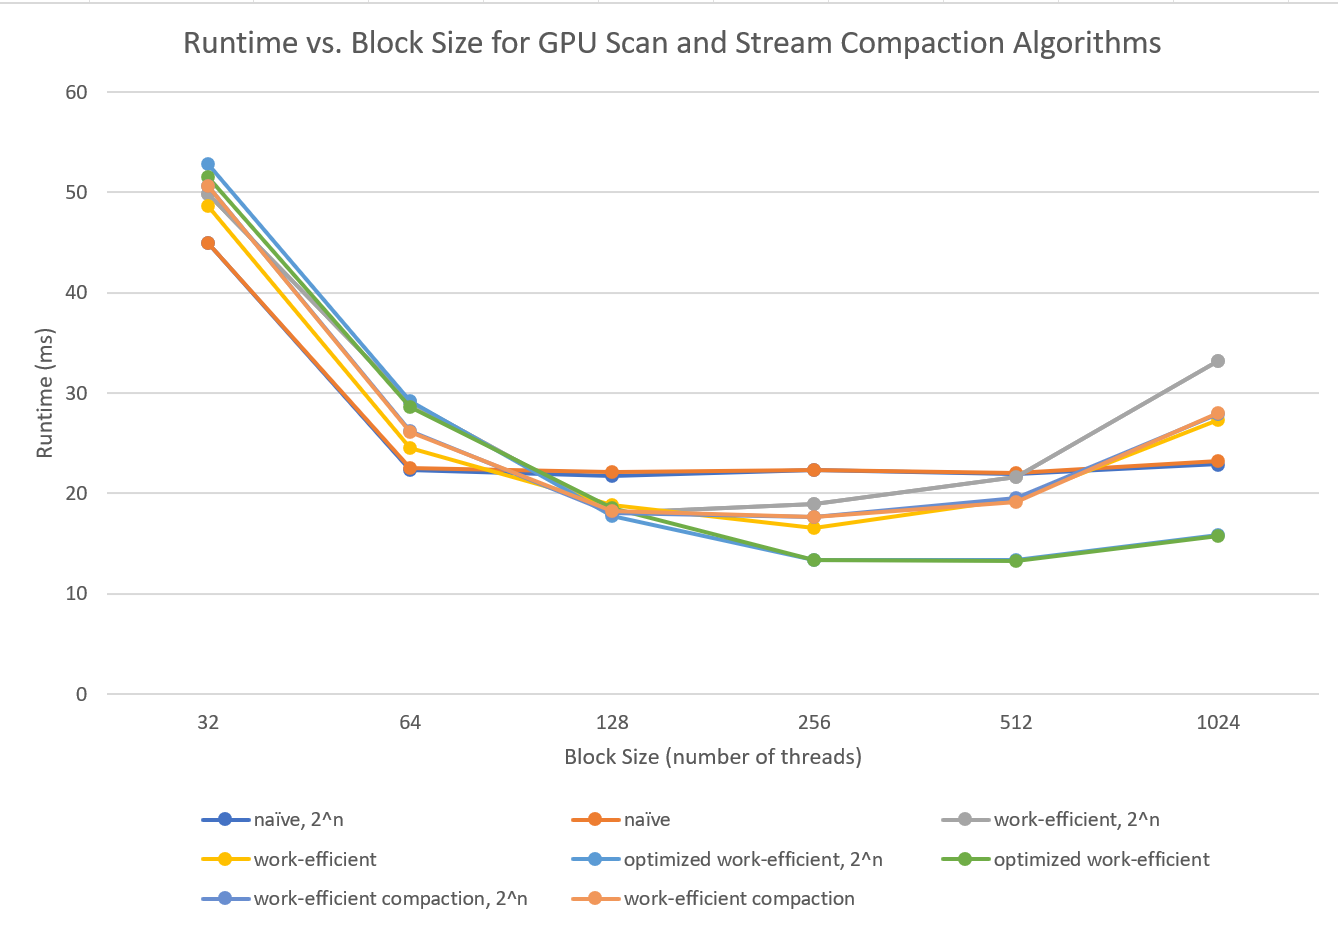 Runtime vs. Block Size for GPU Scan and Stream Compaction Algorithms
60
50
40
30
20
10
0
Runtime (ms)
32 64 128 256 512 1024
Block Size (number of threads)
naïve, 2^n naïve work-efficient, 2^n
work-efficient optimized work-efficient, 2^n optimized work-efficient
work-efficient compaction, 2^n work-efficient compaction